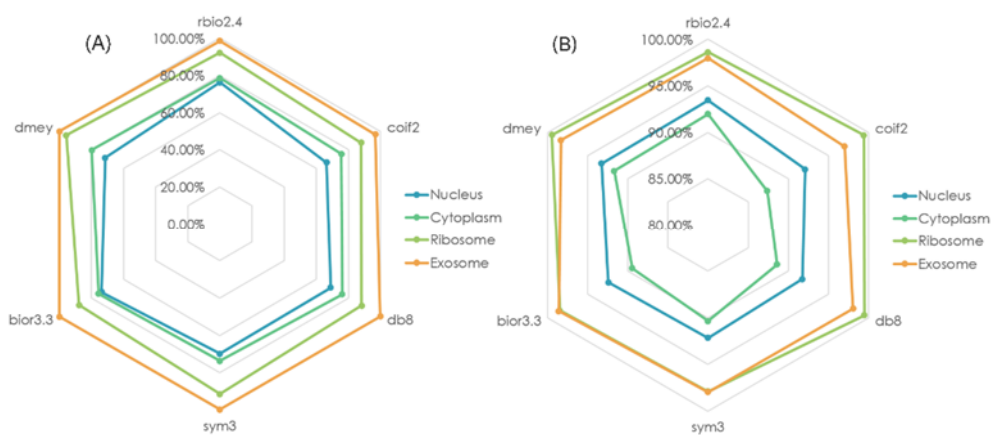 (A)
rbio2.4
100.00%
80.00%
60.00%
40.00%
20.00%
0.00%
coif2
db8
sym3
bior3.3
dmey
Nucleus
Cytoplasm
Ribosome
Exosome
(B)
rbio2.4
100.00%
95.00%
90.00%
85.00%
80.00%
coif2
db8
sym3
bior3.3
dmey
Nucleus
Cytoplasm
Ribosome
Exosome